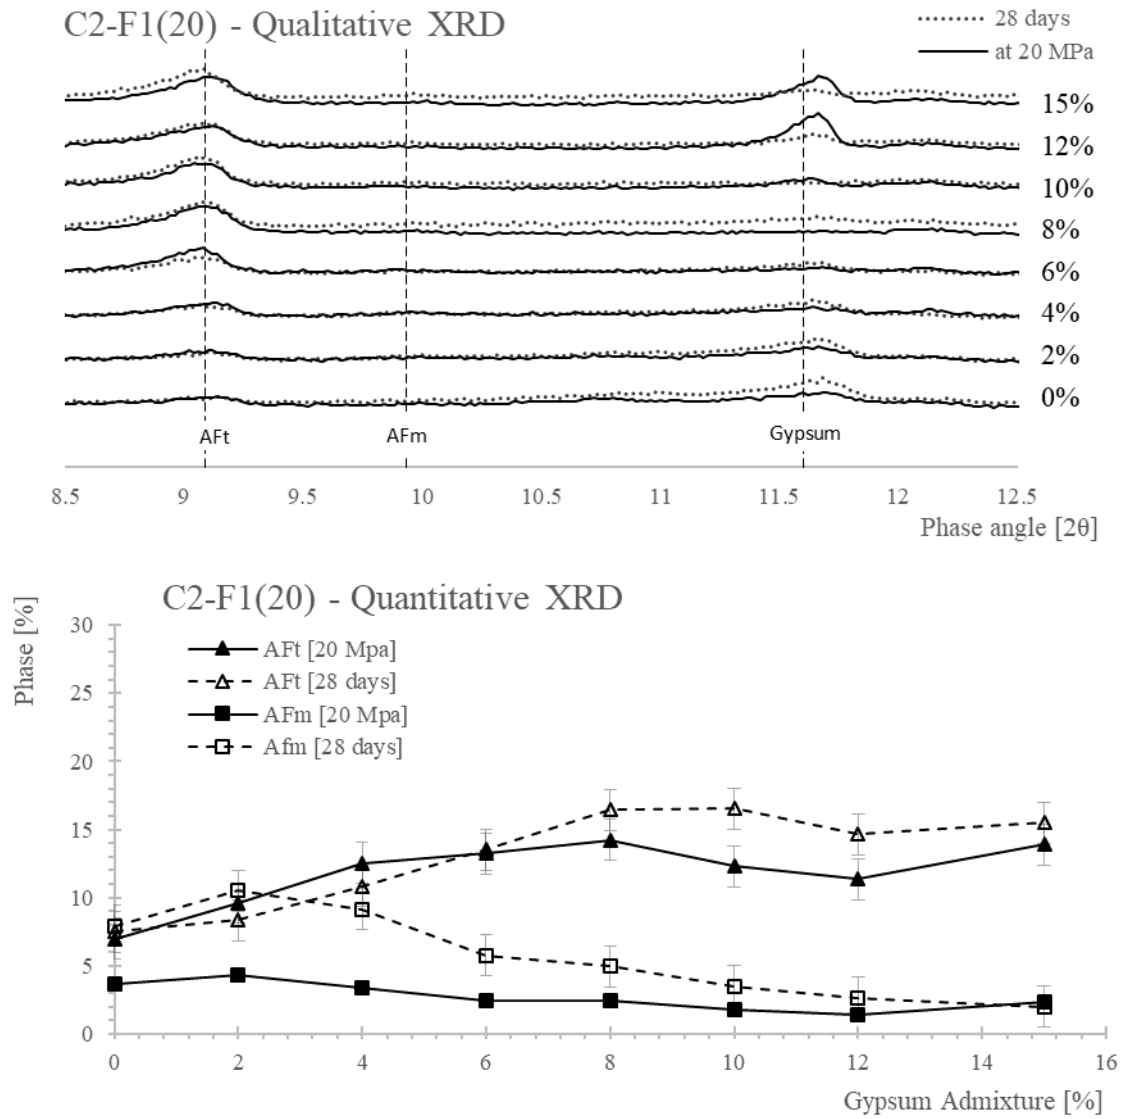 C2-F1(20) - Qualitative XRD
28 days
at 20 MPa
15%
12%
10%
8%
6%
4%
2%
0%
AFt
AFm
Gypsum
8.5 9 9.5 10 10.5 11 11.5 12 12.5
Phase angle [2θ]
C2-F1(20) - Quantitative XRD
Phase [%]
30
25
20
15
10
5
0
AFt [20 Mpa]
AFt [28 days]
AFm [20 Mpa]
Afm [28 days]
0 2 4 6 8 10 12 14 16
Gypsum Admixture [%]